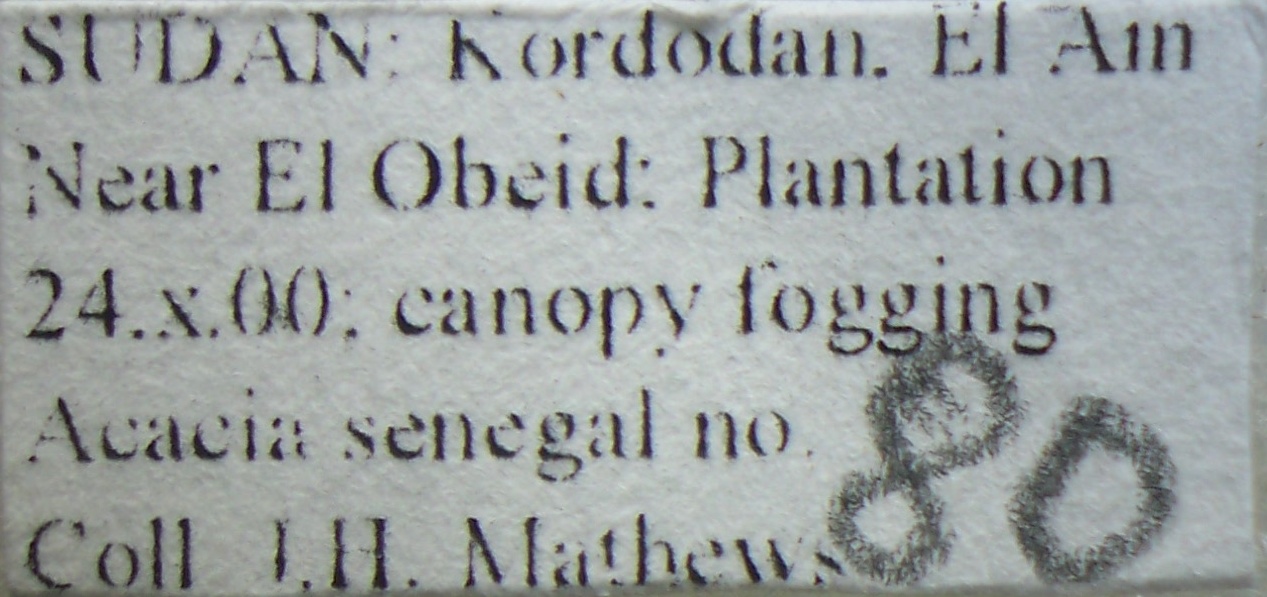 SUDAN: Kordodan. El Ain
Near El Obeid: Plantation
24.x.00: canopy fogging
Acacia senegal no. 80
Coll. J.H. Mathews